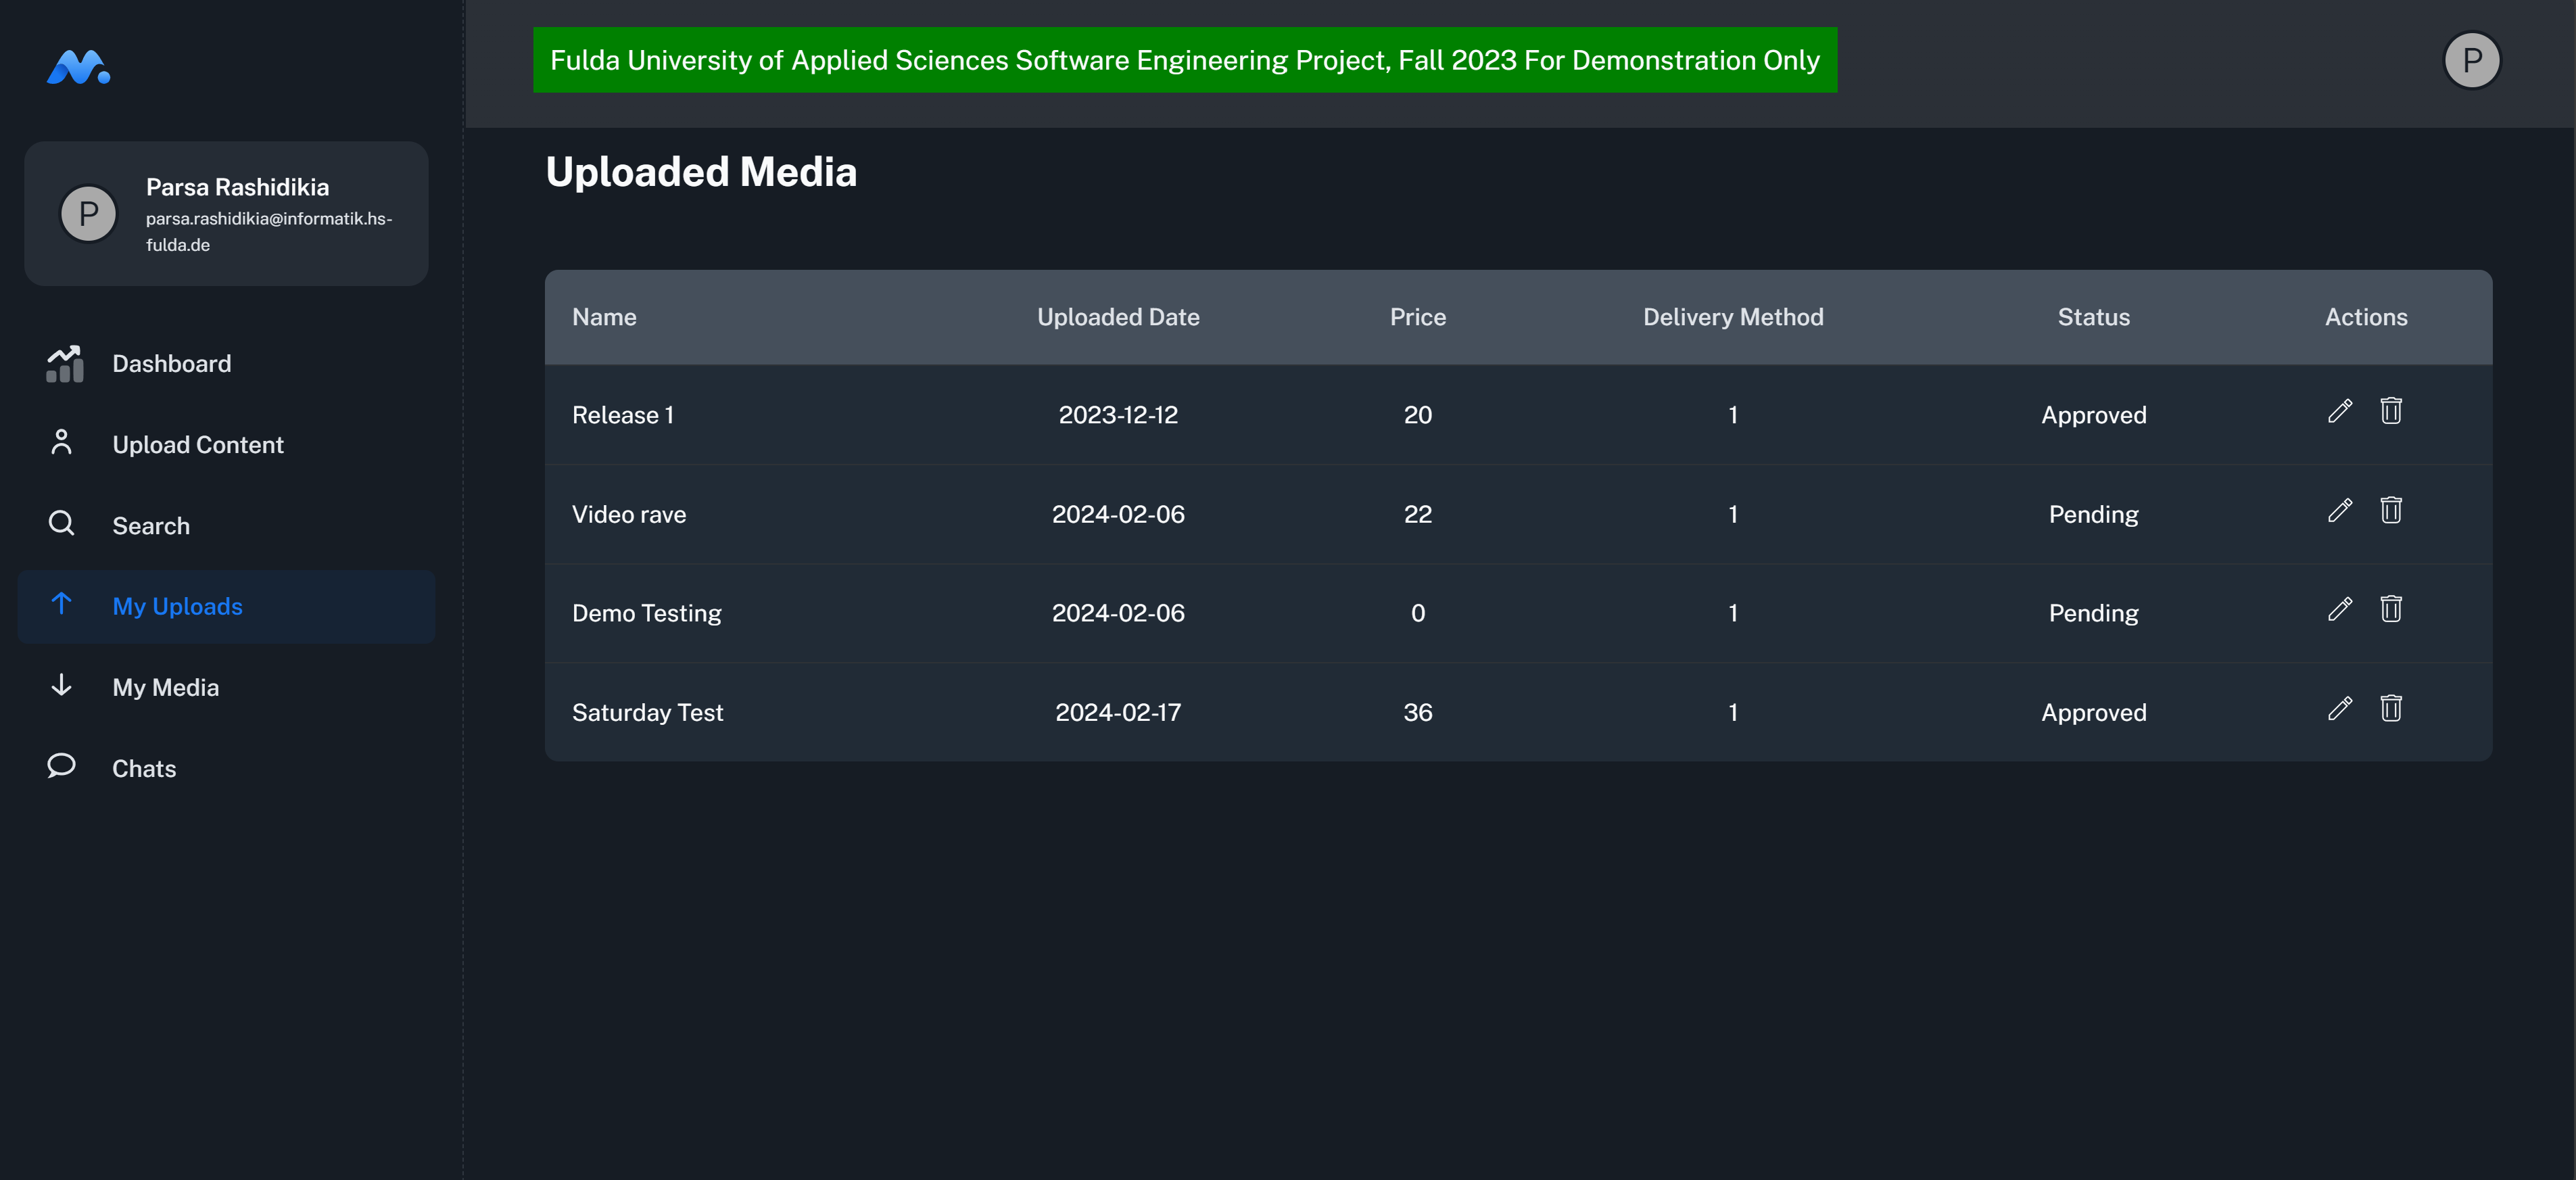 Fulda University of Applied Sciences Software Engineering Project, Fall 2023 For Demonstration Only
P
P
Parsa Rashidikia
parsa.rashidikia@informatik.hs-
fulda.de
Dashboard
Upload Content
Search
My Uploads
My Media
Chats
Uploaded Media
Name Uploaded Date Price Delivery Method Status Actions
Release 1 2023-12-12 20 1 Approved
Video rave 2024-02-06 22 1 Pending
Demo Testing 2024-02-06 0 1 Pending
Saturday Test 2024-02-17 36 1 Approved